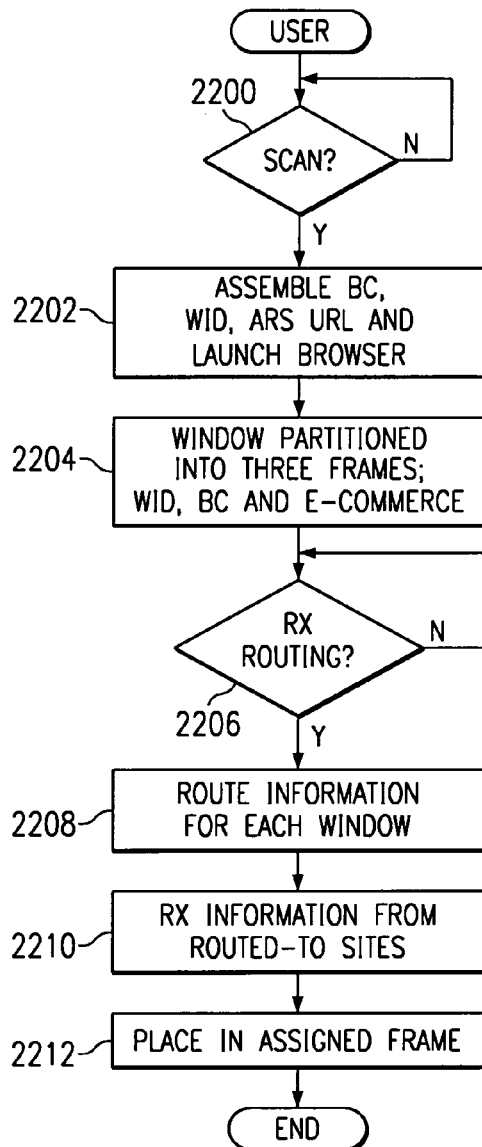 USER
2200
SCAN?
N
Y
2202
ASSEMBLE BC,
WID, ARS URL AND
LAUNCH BROWSER
2204
WINDOW PARTITIONED
INTO THREE FRAMES;
WID, BC AND E-COMMERCE
RX
ROUTING?
N
2206
Y
2208
ROUTE INFORMATION
FOR EACH WINDOW
2210
RX INFORMATION FROM
ROUTED-TO SITES
2212
PLACE IN ASSIGNED FRAME
END